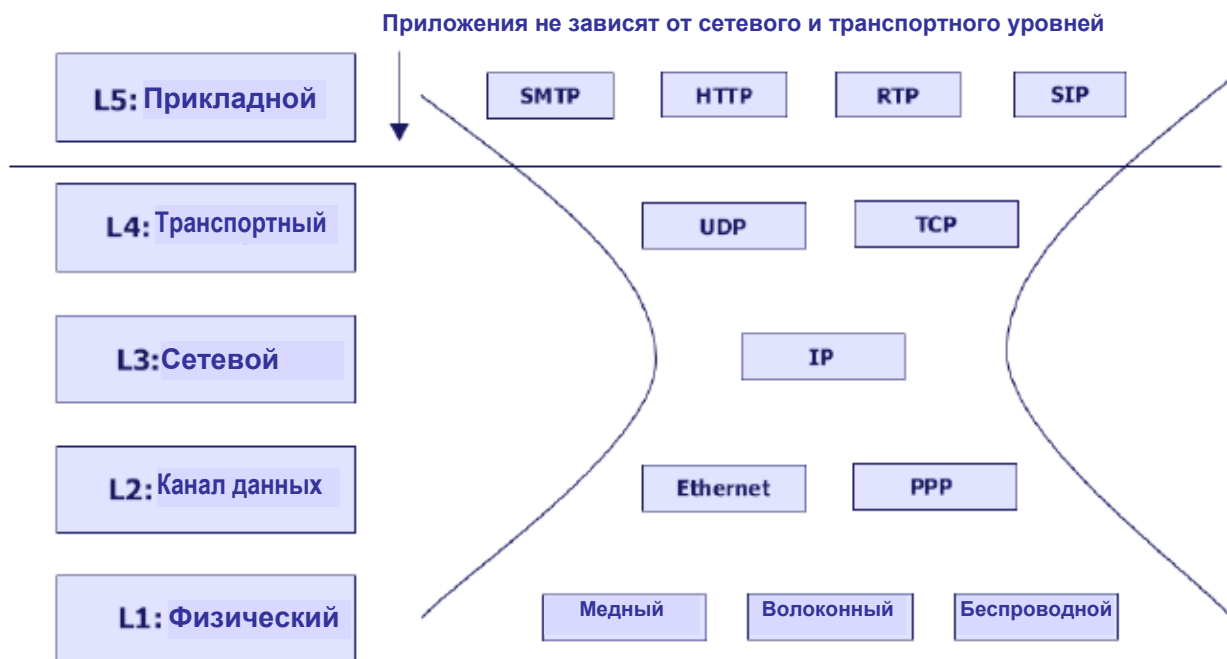 Приложения не зависят от сетевого и транспортного уровней
L5: Прикладной
SMTP
HTTP
RTP
SIP
L4: Транспортный
UDP
TCP
L3:Сетевой
IP
L2: Канал данных
Ethernet
PPP
L1: Физический
Медный
Волоконный
Беспроводной